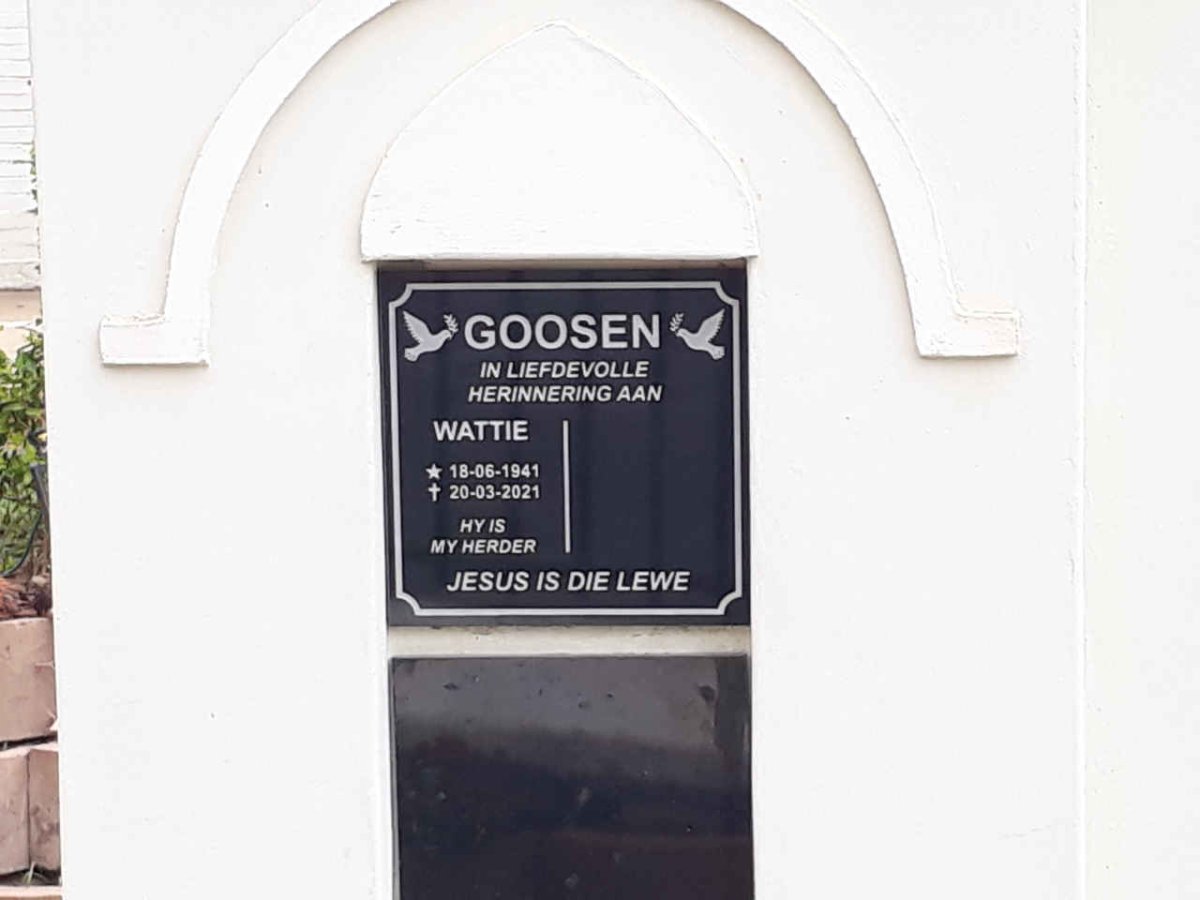 GOOSEN
IN LIEFDEVOLLE
HERINNERING AAN
WATTIE
★ 18-06-1941
✝ 20-03-2021
HY IS
MY HERDER
JESUS IS DIE LEWE